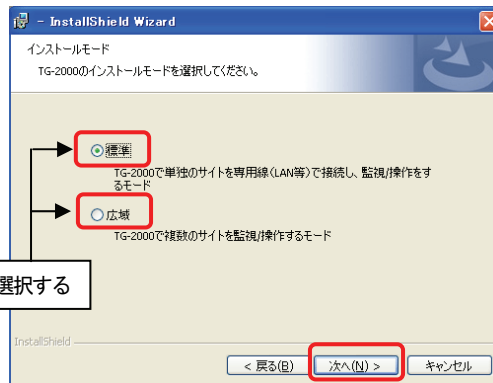 - InstallShield Wizard
インストールモード
TG-2000のインストールモードを選択してください。
標準
TG-2000で単独のサイトを専用線(LAN等)で接続し、監視/操作をす
るモード
広域
TG-2000で複数のサイトを監視/操作するモード
選択する
InstallShield
< 戻る(B)
次へ(N) >
キャンセル